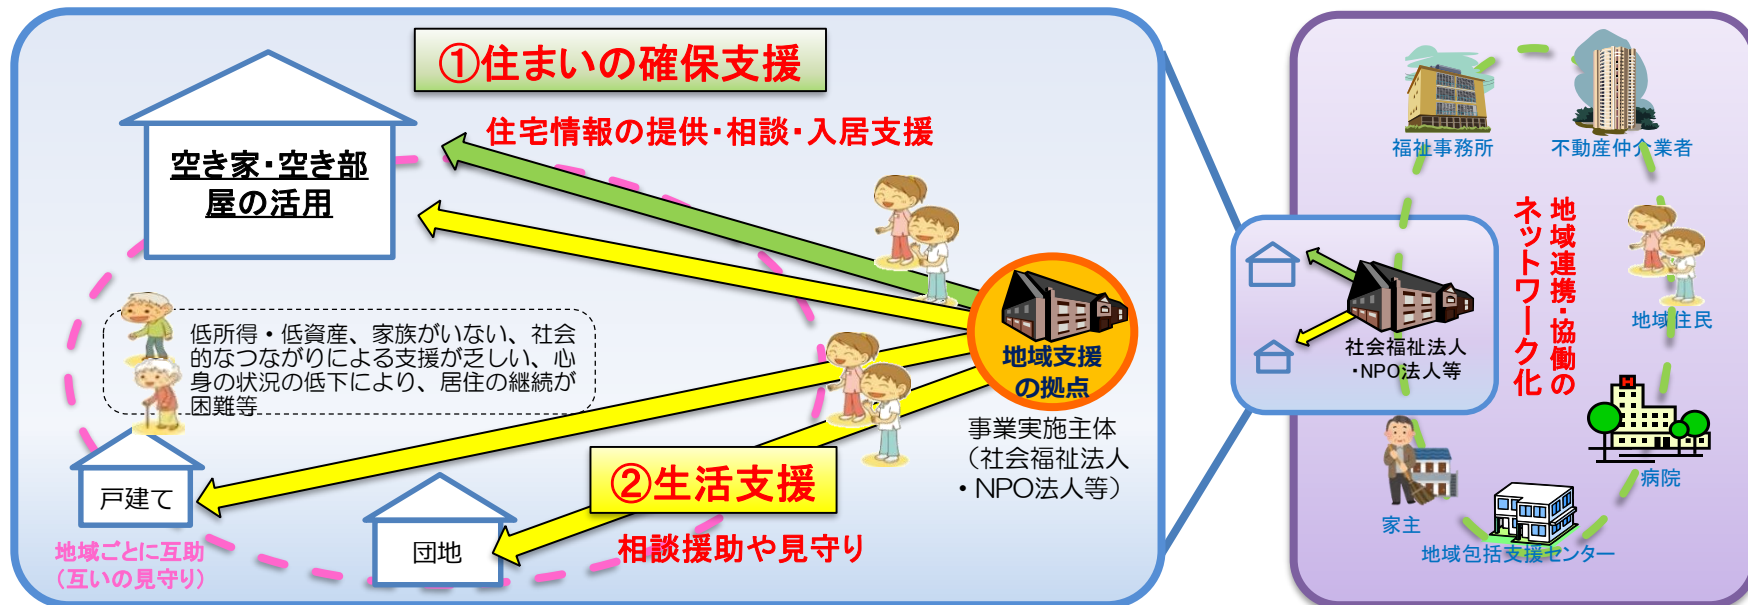 ①住まいの確保支援
住宅情報の提供・相談・入居支援
空き家・空き部
屋の活用
低所得・低資産、家族がいない、社会
的なつながりによる支援が乏しい、心
身の状況の低下により、居住の継続が
困難等
地域支援
の拠点
事業実施主体
（社会福祉法人
・NPO法人等）
②生活支援
相談援助や見守り
戸建て
団地
地域ごとに互助
（互いの見守り）
福祉事務所
不動産仲介業者
地域連携・協働の
ネットワーク化
地域住民
社会福祉法人
・NPO法人等
病院
家主
地域包括支援センター
H